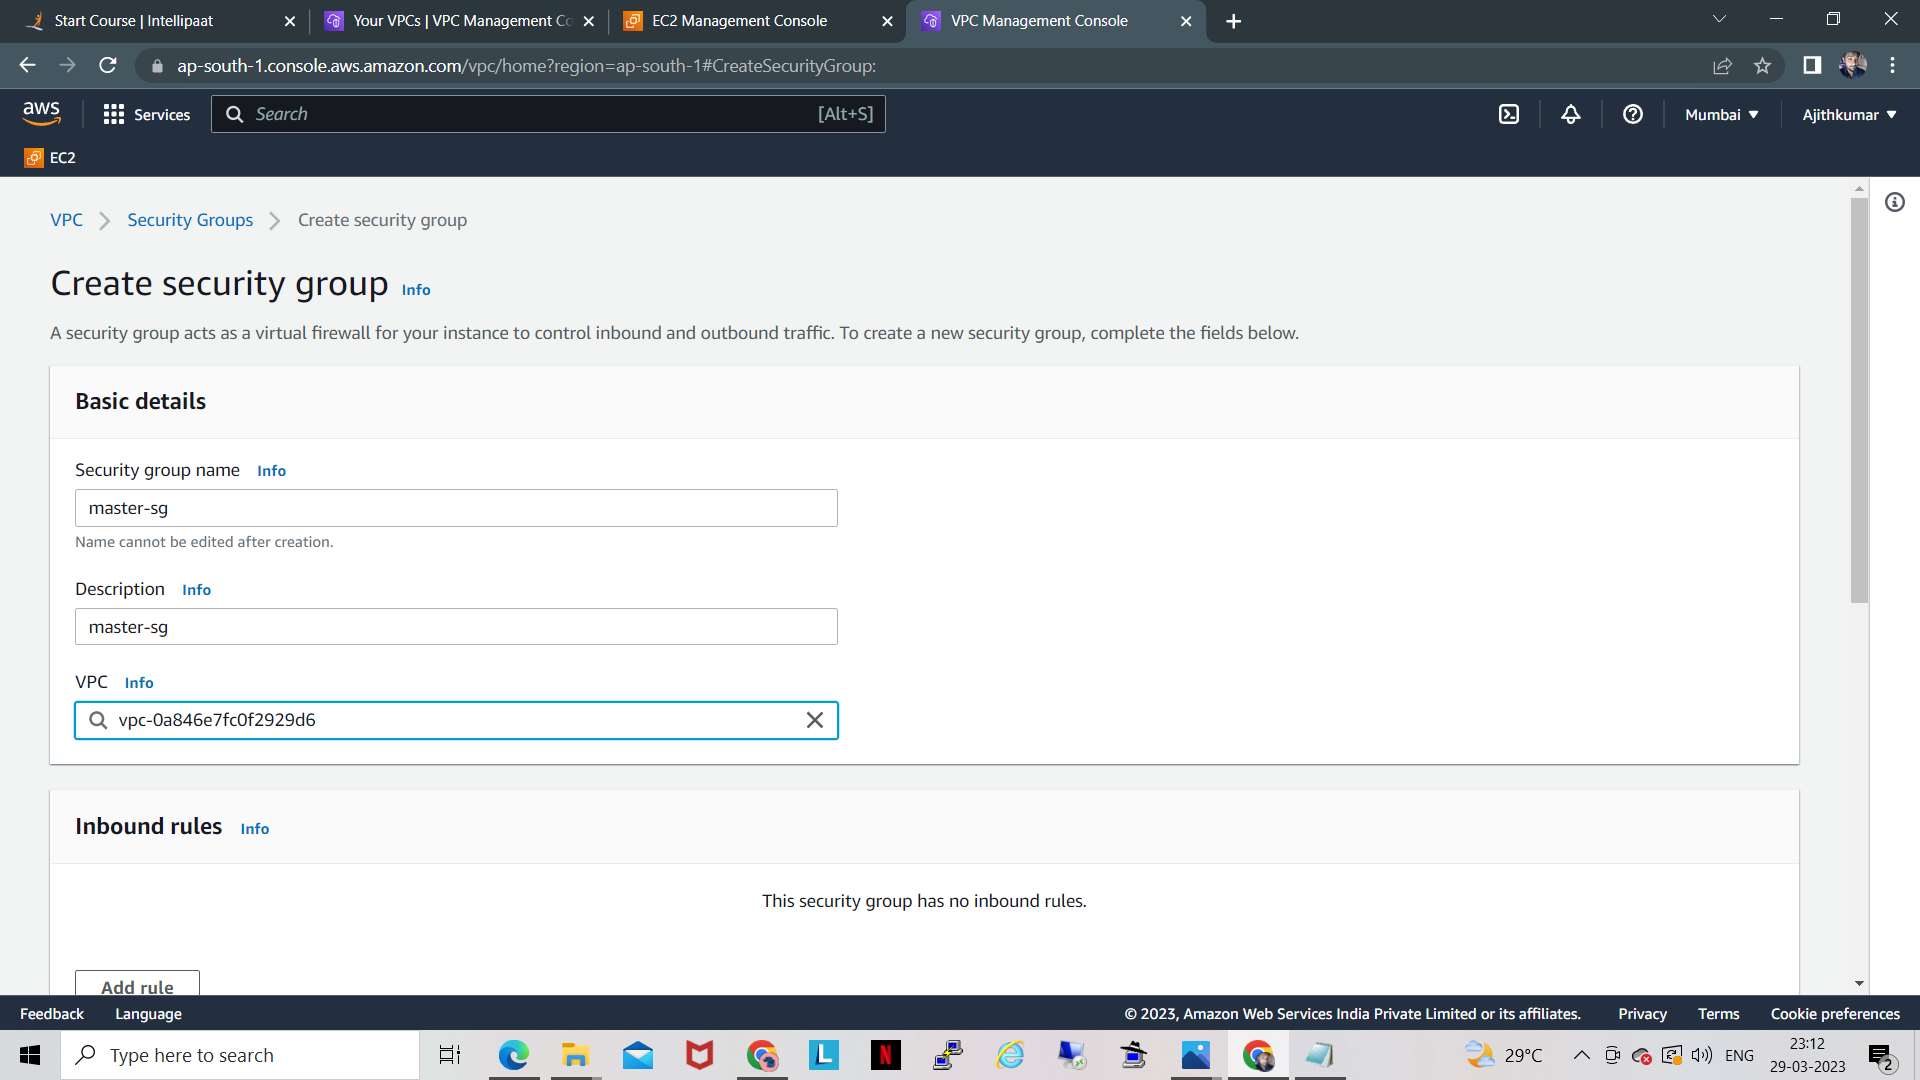 Start Course | Intellipaat
Your VPCs | VPC Management Co
EC2 Management Console
VPC Management Console
ap-south-1.console.aws.amazon.com/vpc/home?region=ap-south-1#CreateSecurityGroup:
aws
Services
Search
[Alt+S]
Mumbai
Ajithkumar
EC2
VPC
Security Groups
Create security group
Create security group Info
A security group acts as a virtual firewall for your instance to control inbound and outbound traffic. To create a new security group, complete the fields below.
Basic details
Security group name Info
master-sg
Name cannot be edited after creation.
Description Info
master-sg
VPC Info
vpc-0a846e7fc0f2929d6
Inbound rules Info
This security group has no inbound rules.
Add rule
Feedback
Language
© 2023, Amazon Web Services India Private Limited or its affiliates.
Privacy
Terms
Cookie preferences
Type here to search
L
N
29°C
ENG
23:12
29-03-2023
2